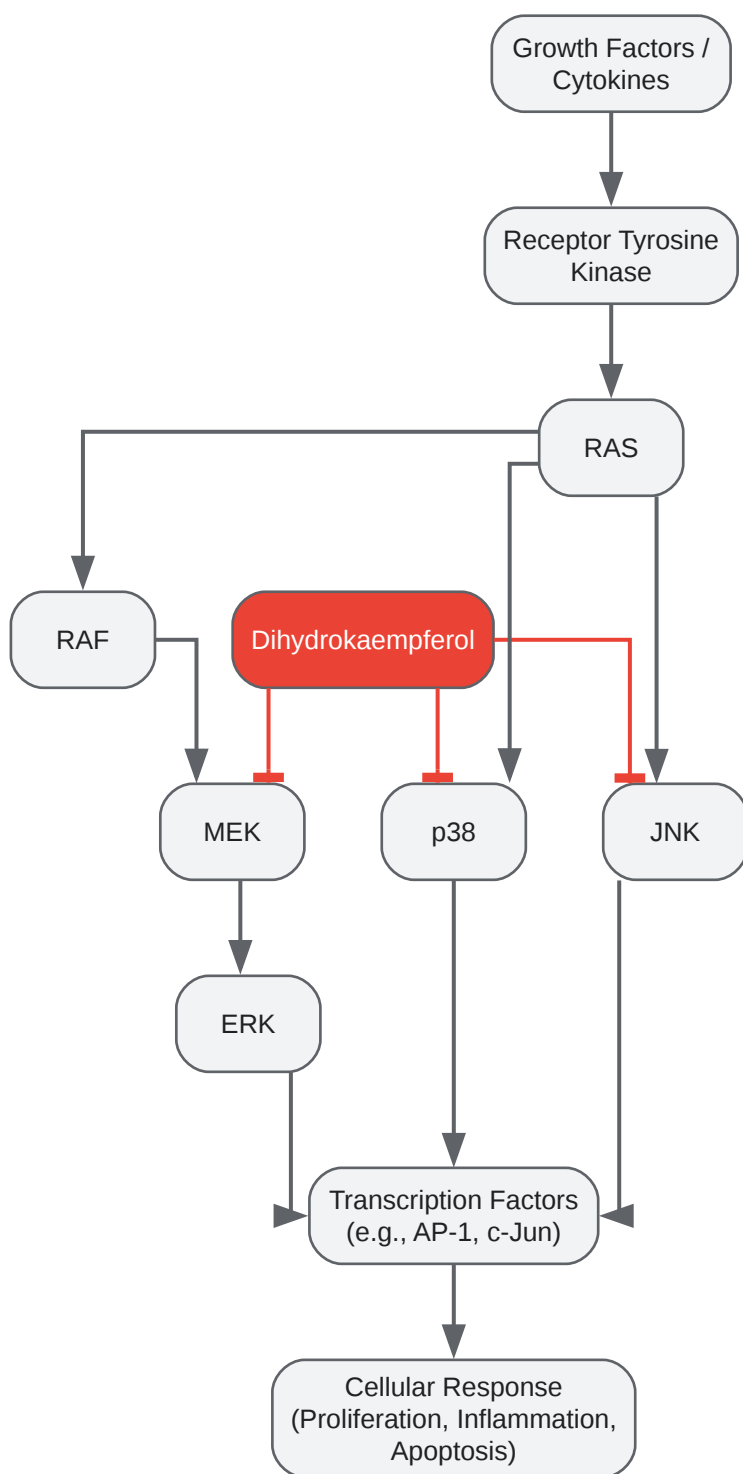 Growth Factors /
Cytokines
Receptor Tyrosine
Kinase
RAS
RAF
Dihydrokaempferol
MEK
p38
JNK
ERK
Transcription Factors
(e.g., AP-1, c-Jun)
Cellular Response
(Proliferation, Inflammation,
Apoptosis)